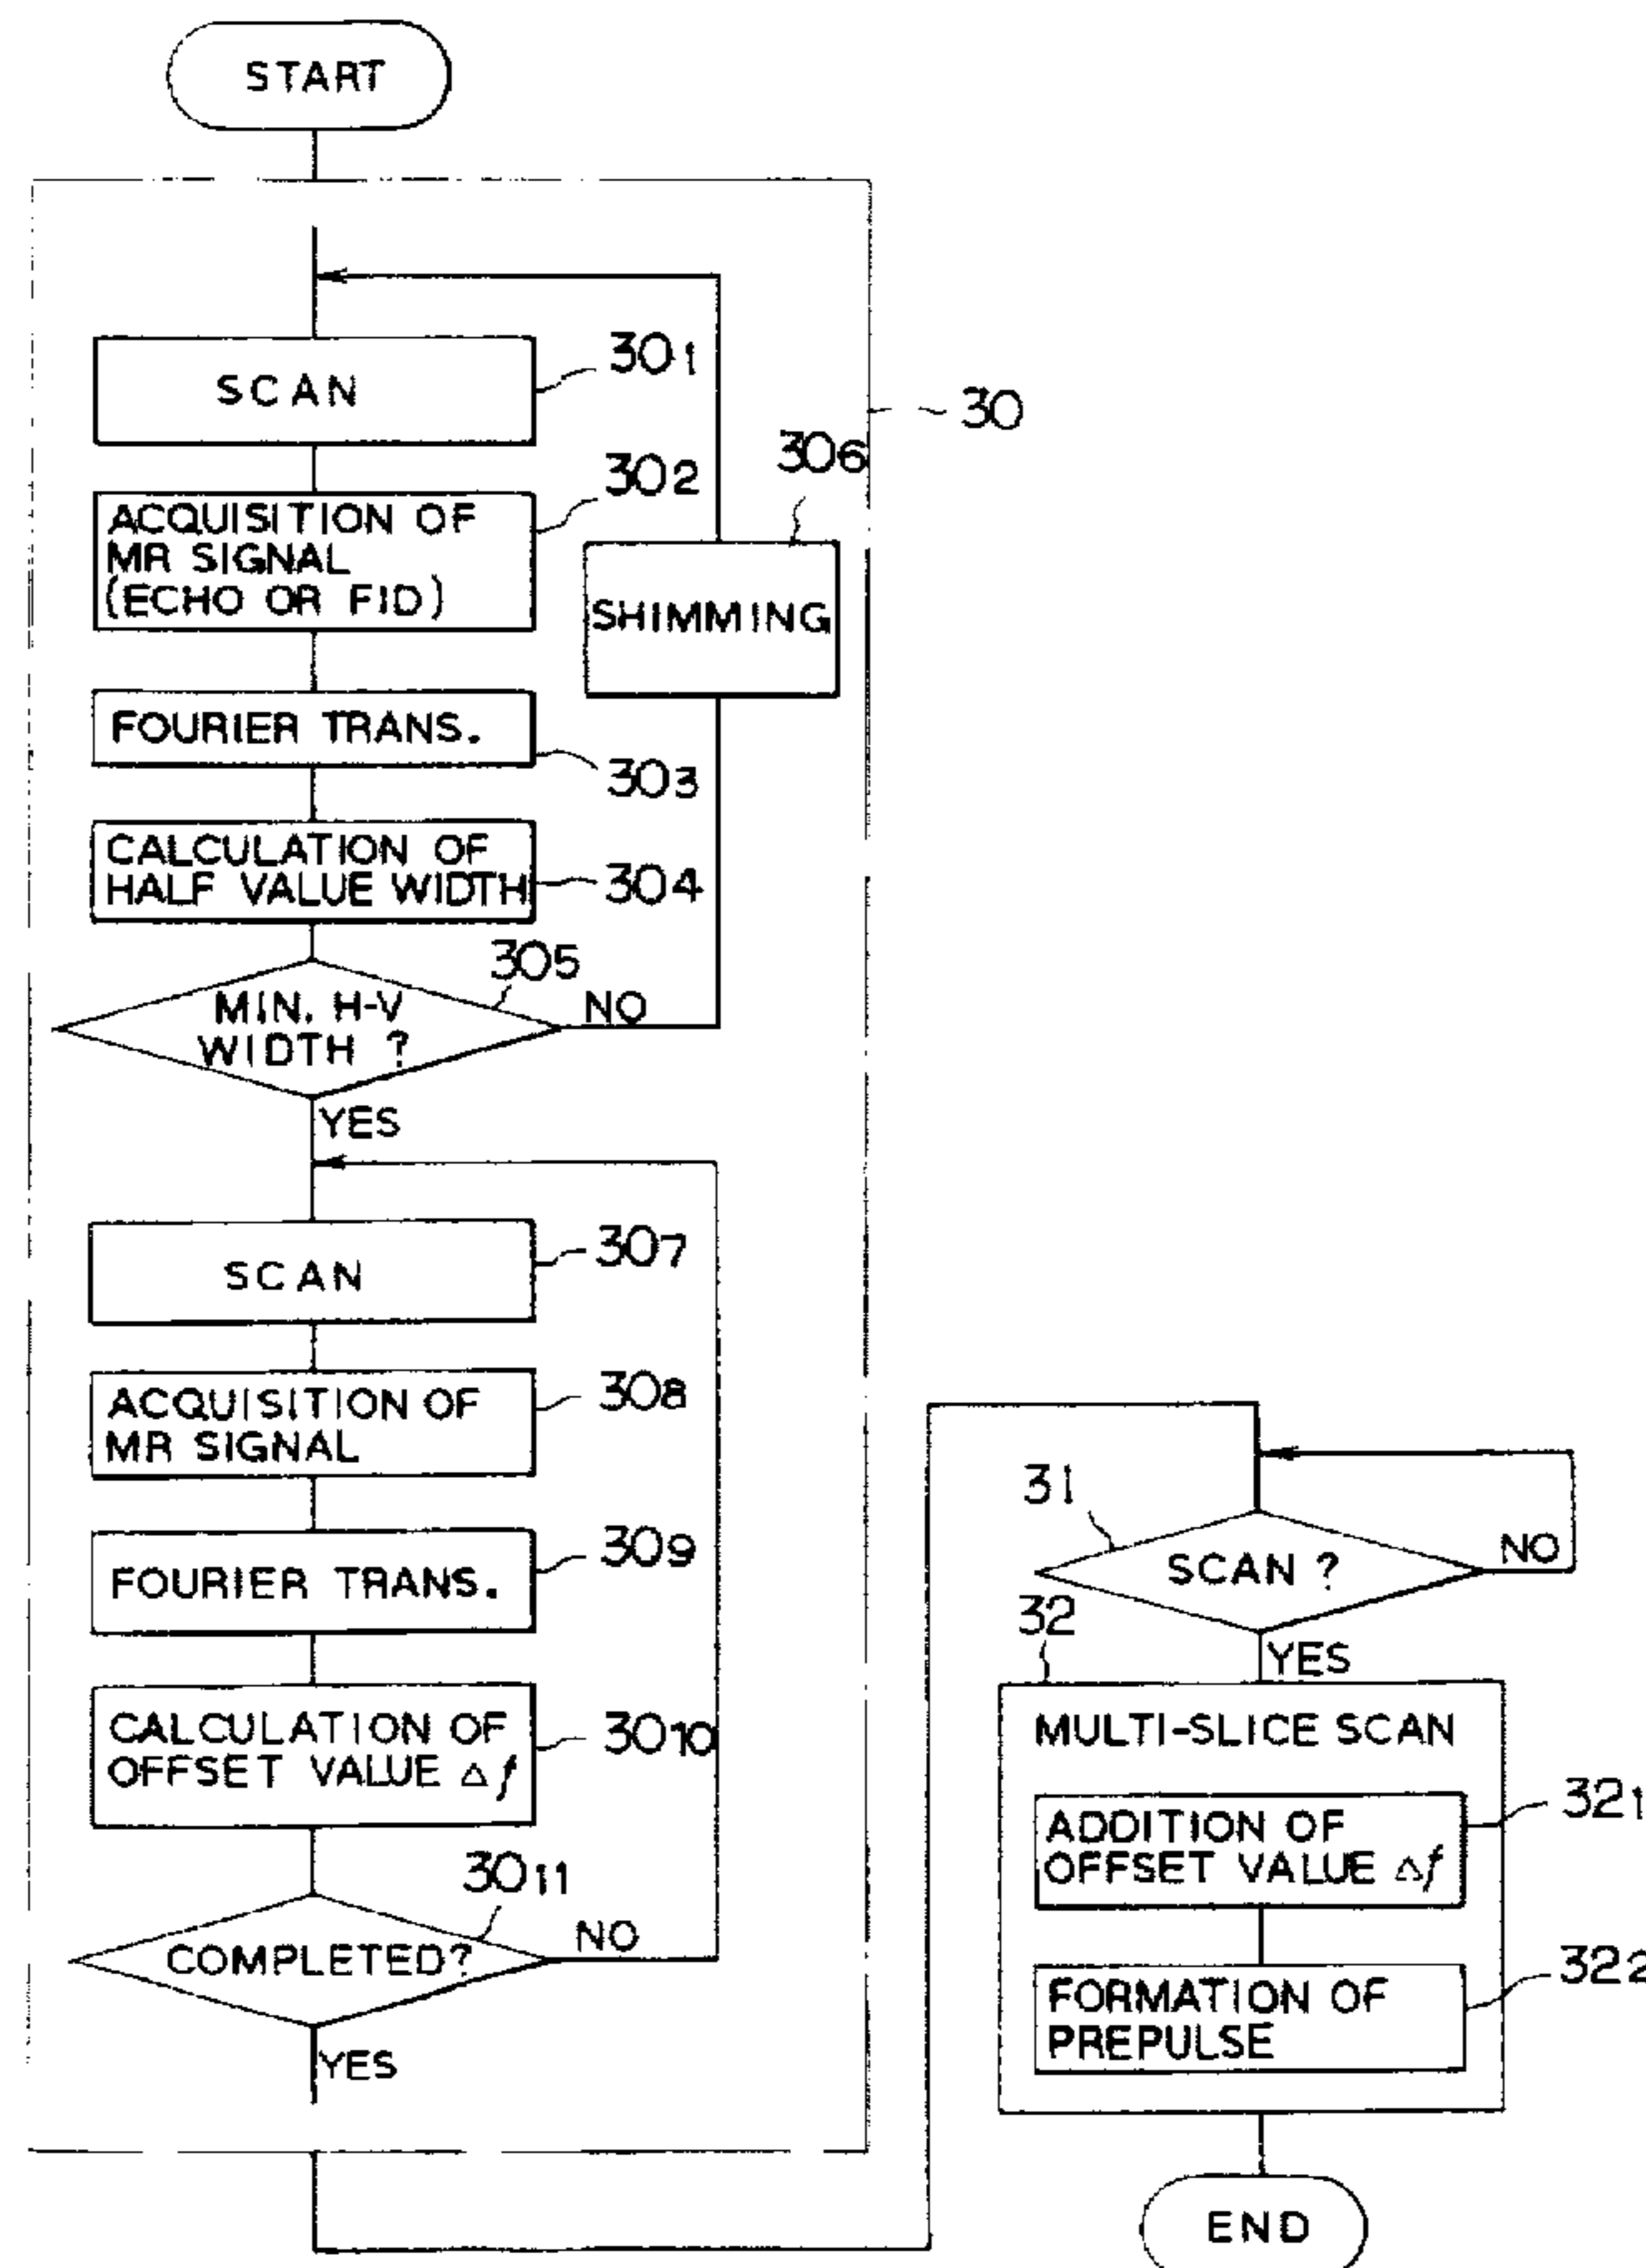 START
SCAN
301
30
302
ACQUISITION OF
MR SIGNAL
(ECHO OR FID)
306
SHIMMING
FOURIER TRANS.
303
CALCULATION OF
HALF VALUE WIDTH
304
305
MIN. H-V
WIDTH ?
NO
YES
SCAN
307
ACQUISITION OF
MR SIGNAL
308
FOURIER TRANS.
309
CALCULATION OF
OFFSET VALUE △f
3010
3011
COMPLETED?
NO
YES
31
SCAN ?
NO
YES
32
MULTI-SLICE SCAN
ADDITION OF
OFFSET VALUE △f
321
FORMATION OF
PREPULSE
322
END